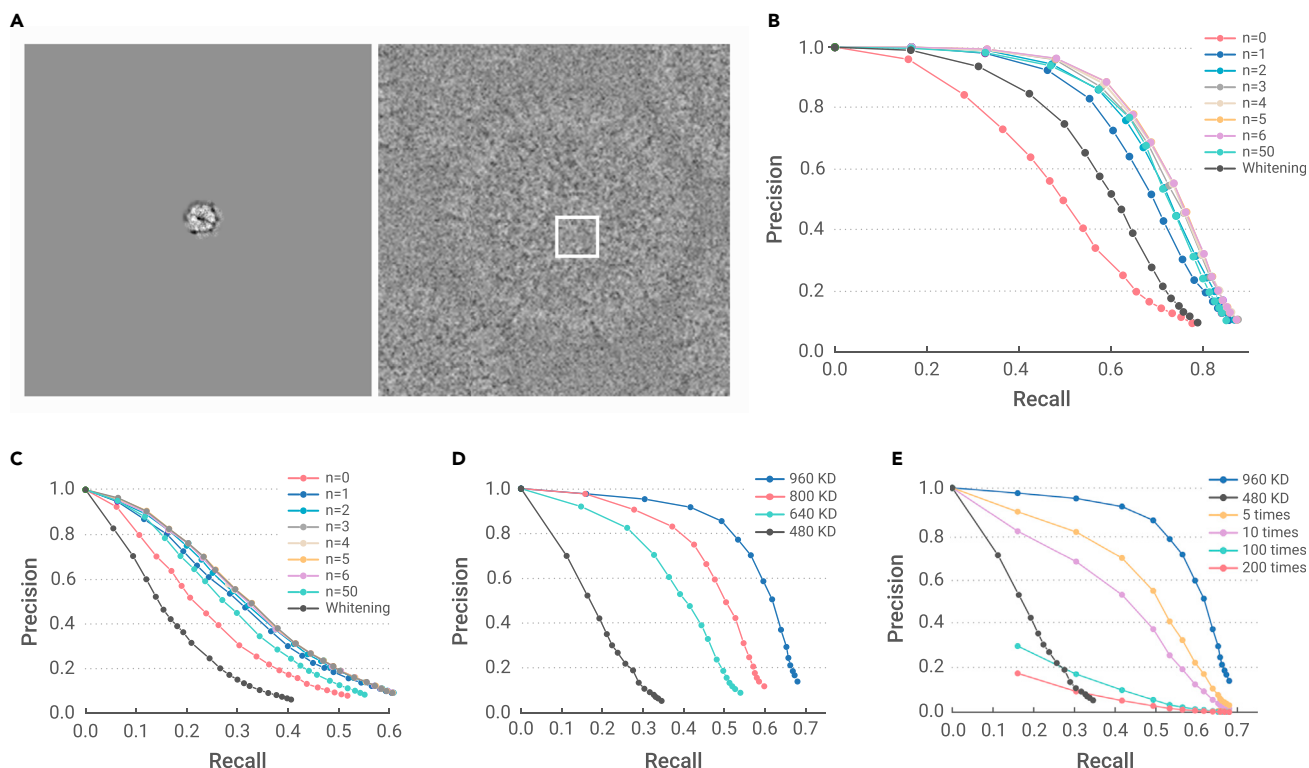 A
B
1.0
0.8
0.6
0.4
0.2
0.0
Precision
0.0
0.2
0.4
0.6
0.8
Recall
n=0
n=1
n=2
n=3
n=4
n=5
n=6
n=50
Whitening
C
1.0
0.8
0.6
0.4
0.2
0.0
Precision
0.0
0.1
0.2
0.3
0.4
0.5
0.6
Recall
n=0
n=1
n=2
n=3
n=4
n=5
n=6
n=50
Whitening
D
1.0
0.8
0.6
0.4
0.2
0.0
Precision
0.0
0.1
0.2
0.3
0.4
0.5
0.6
0.7
Recall
960 KD
800 KD
640 KD
480 KD
E
1.0
0.8
0.6
0.4
0.2
0.0
Precision
0.0
0.1
0.2
0.3
0.4
0.5
0.6
0.7
Recall
960 KD
480 KD
5 times
10 times
100 times
200 times